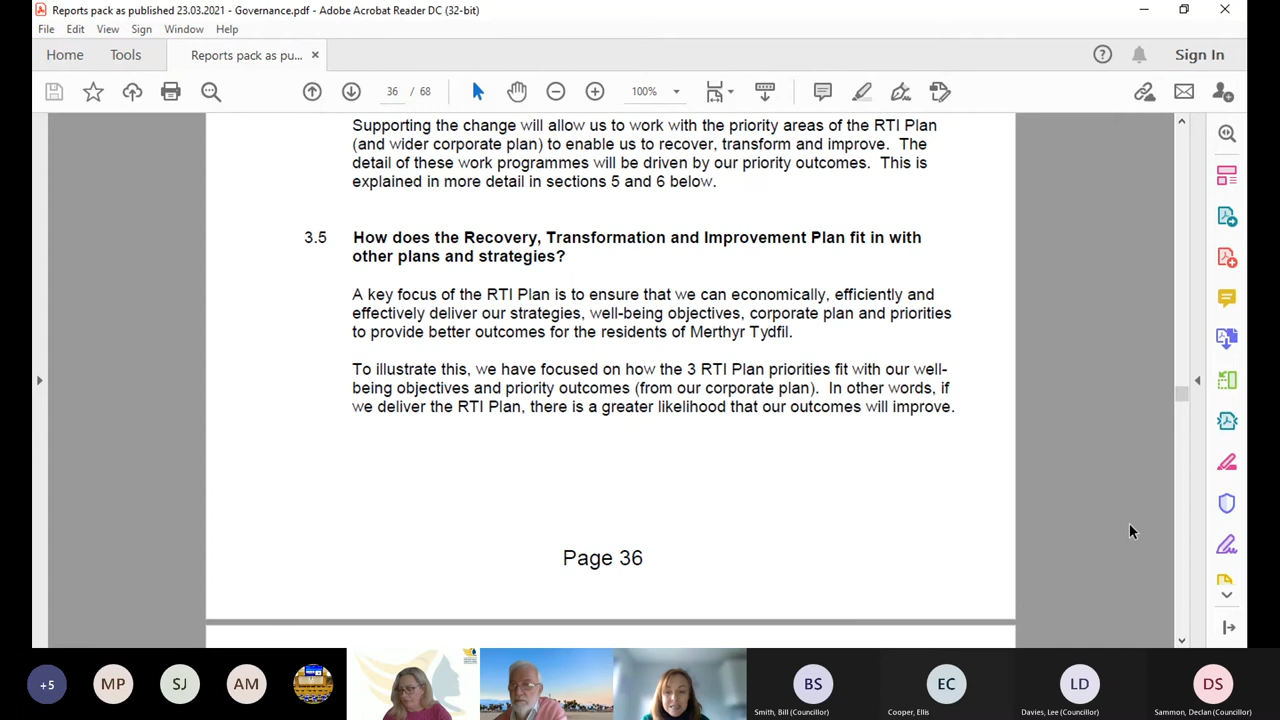 Reports pack as published 23.03.2021 - Governance.pdf - Adobe Acrobat Reader DC (32-bit)
File Edit View Sign Window Help
Home Tools Reports pack as pu... × Sign In
36 / 68 100%
Supporting the change will allow us to work with the priority areas of the RTI Plan
(and wider corporate plan) to enable us to recover, transform and improve. The
detail of these work programmes will be driven by our priority outcomes. This is
explained in more detail in sections 5 and 6 below.
3.5 How does the Recovery, Transformation and Improvement Plan fit in with
other plans and strategies?
A key focus of the RTI Plan is to ensure that we can economically, efficiently and
effectively deliver our strategies, well-being objectives, corporate plan and priorities
to provide better outcomes for the residents of Merthyr Tydfil.
To illustrate this, we have focused on how the 3 RTI Plan priorities fit with our well-
being objectives and priority outcomes (from our corporate plan). In other words, if
we deliver the RTI Plan, there is a greater likelihood that our outcomes will improve.
Page 36
+5 MP SJ AM BS EC LD DS
Smith, Bill (Councillor) Cooper, Ellis Davies, Lee (Councillor) Sammon, Declan (Councillor)